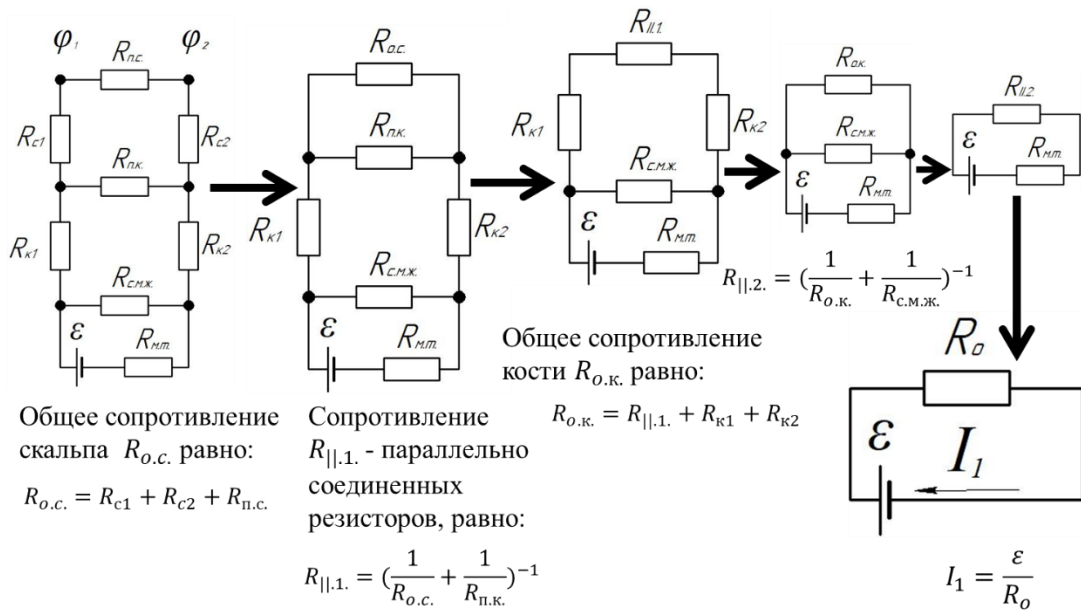 φ₁ φ₂
Rп.с.
Rс1 Rс2
Rп.к.
Rк1 Rк2
Rс.м.ж.
ε Rм.т.
Общее сопротивление
скальпа Rо.с. равно:
Rо.с. = Rс1 + Rс2 + Rп.с.
Rо.с.
Rп.к.
Rк1 Rк2
Rс.м.ж.
ε Rм.т.
Сопротивление
R||.1. - параллельно
соединенных
резисторов, равно:
R||.1. = (1/Rо.с. + 1/Rп.к.)⁻¹
R||.1.
Rк1 Rк2
Rс.м.ж.
ε Rм.т.
Общее сопротивление
кости Rо.к. равно:
Rо.к. = R||.1. + Rк1 + Rк2
Rо.к.
Rс.м.ж.
ε Rм.т.
R||.2. = (1/Rо.к. + 1/Rс.м.ж.)⁻¹
R||.2.
ε Rм.т.
Rо
ε I₁
I₁ = ε/Rо